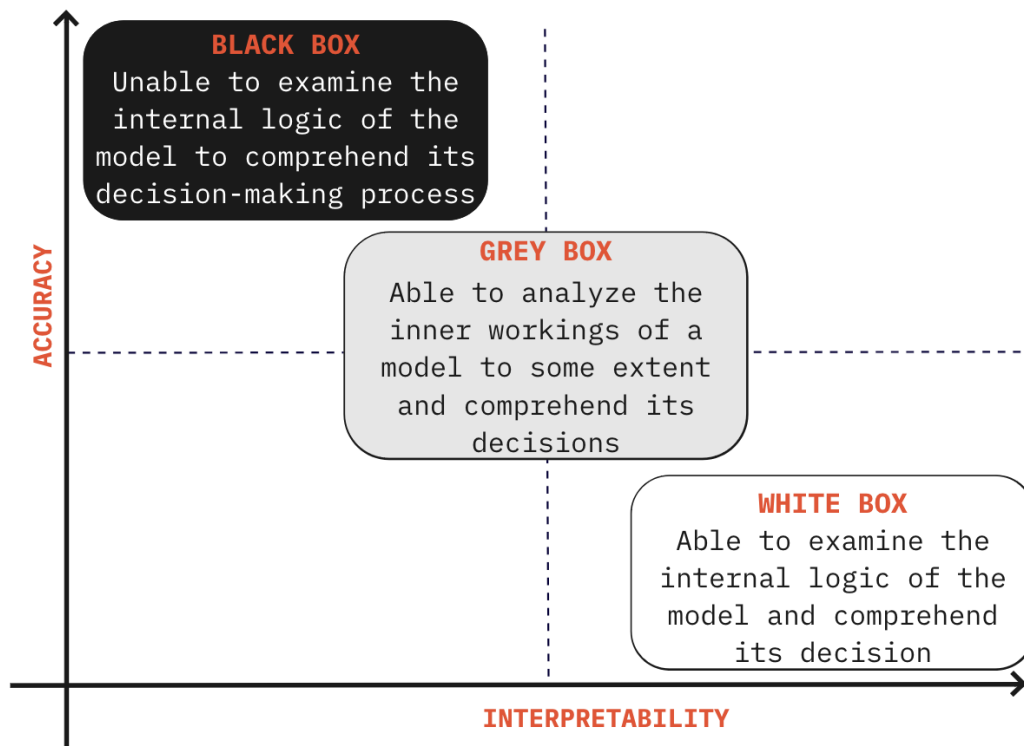 BLACK BOX
Unable to examine the
internal logic of the
model to comprehend its
decision-making process
ACCURACY
GREY BOX
Able to analyze the
inner workings of a
model to some extent
and comprehend its
decisions
WHITE BOX
Able to examine the
internal logic of the
model and comprehend
its decision
INTERPRETABILITY